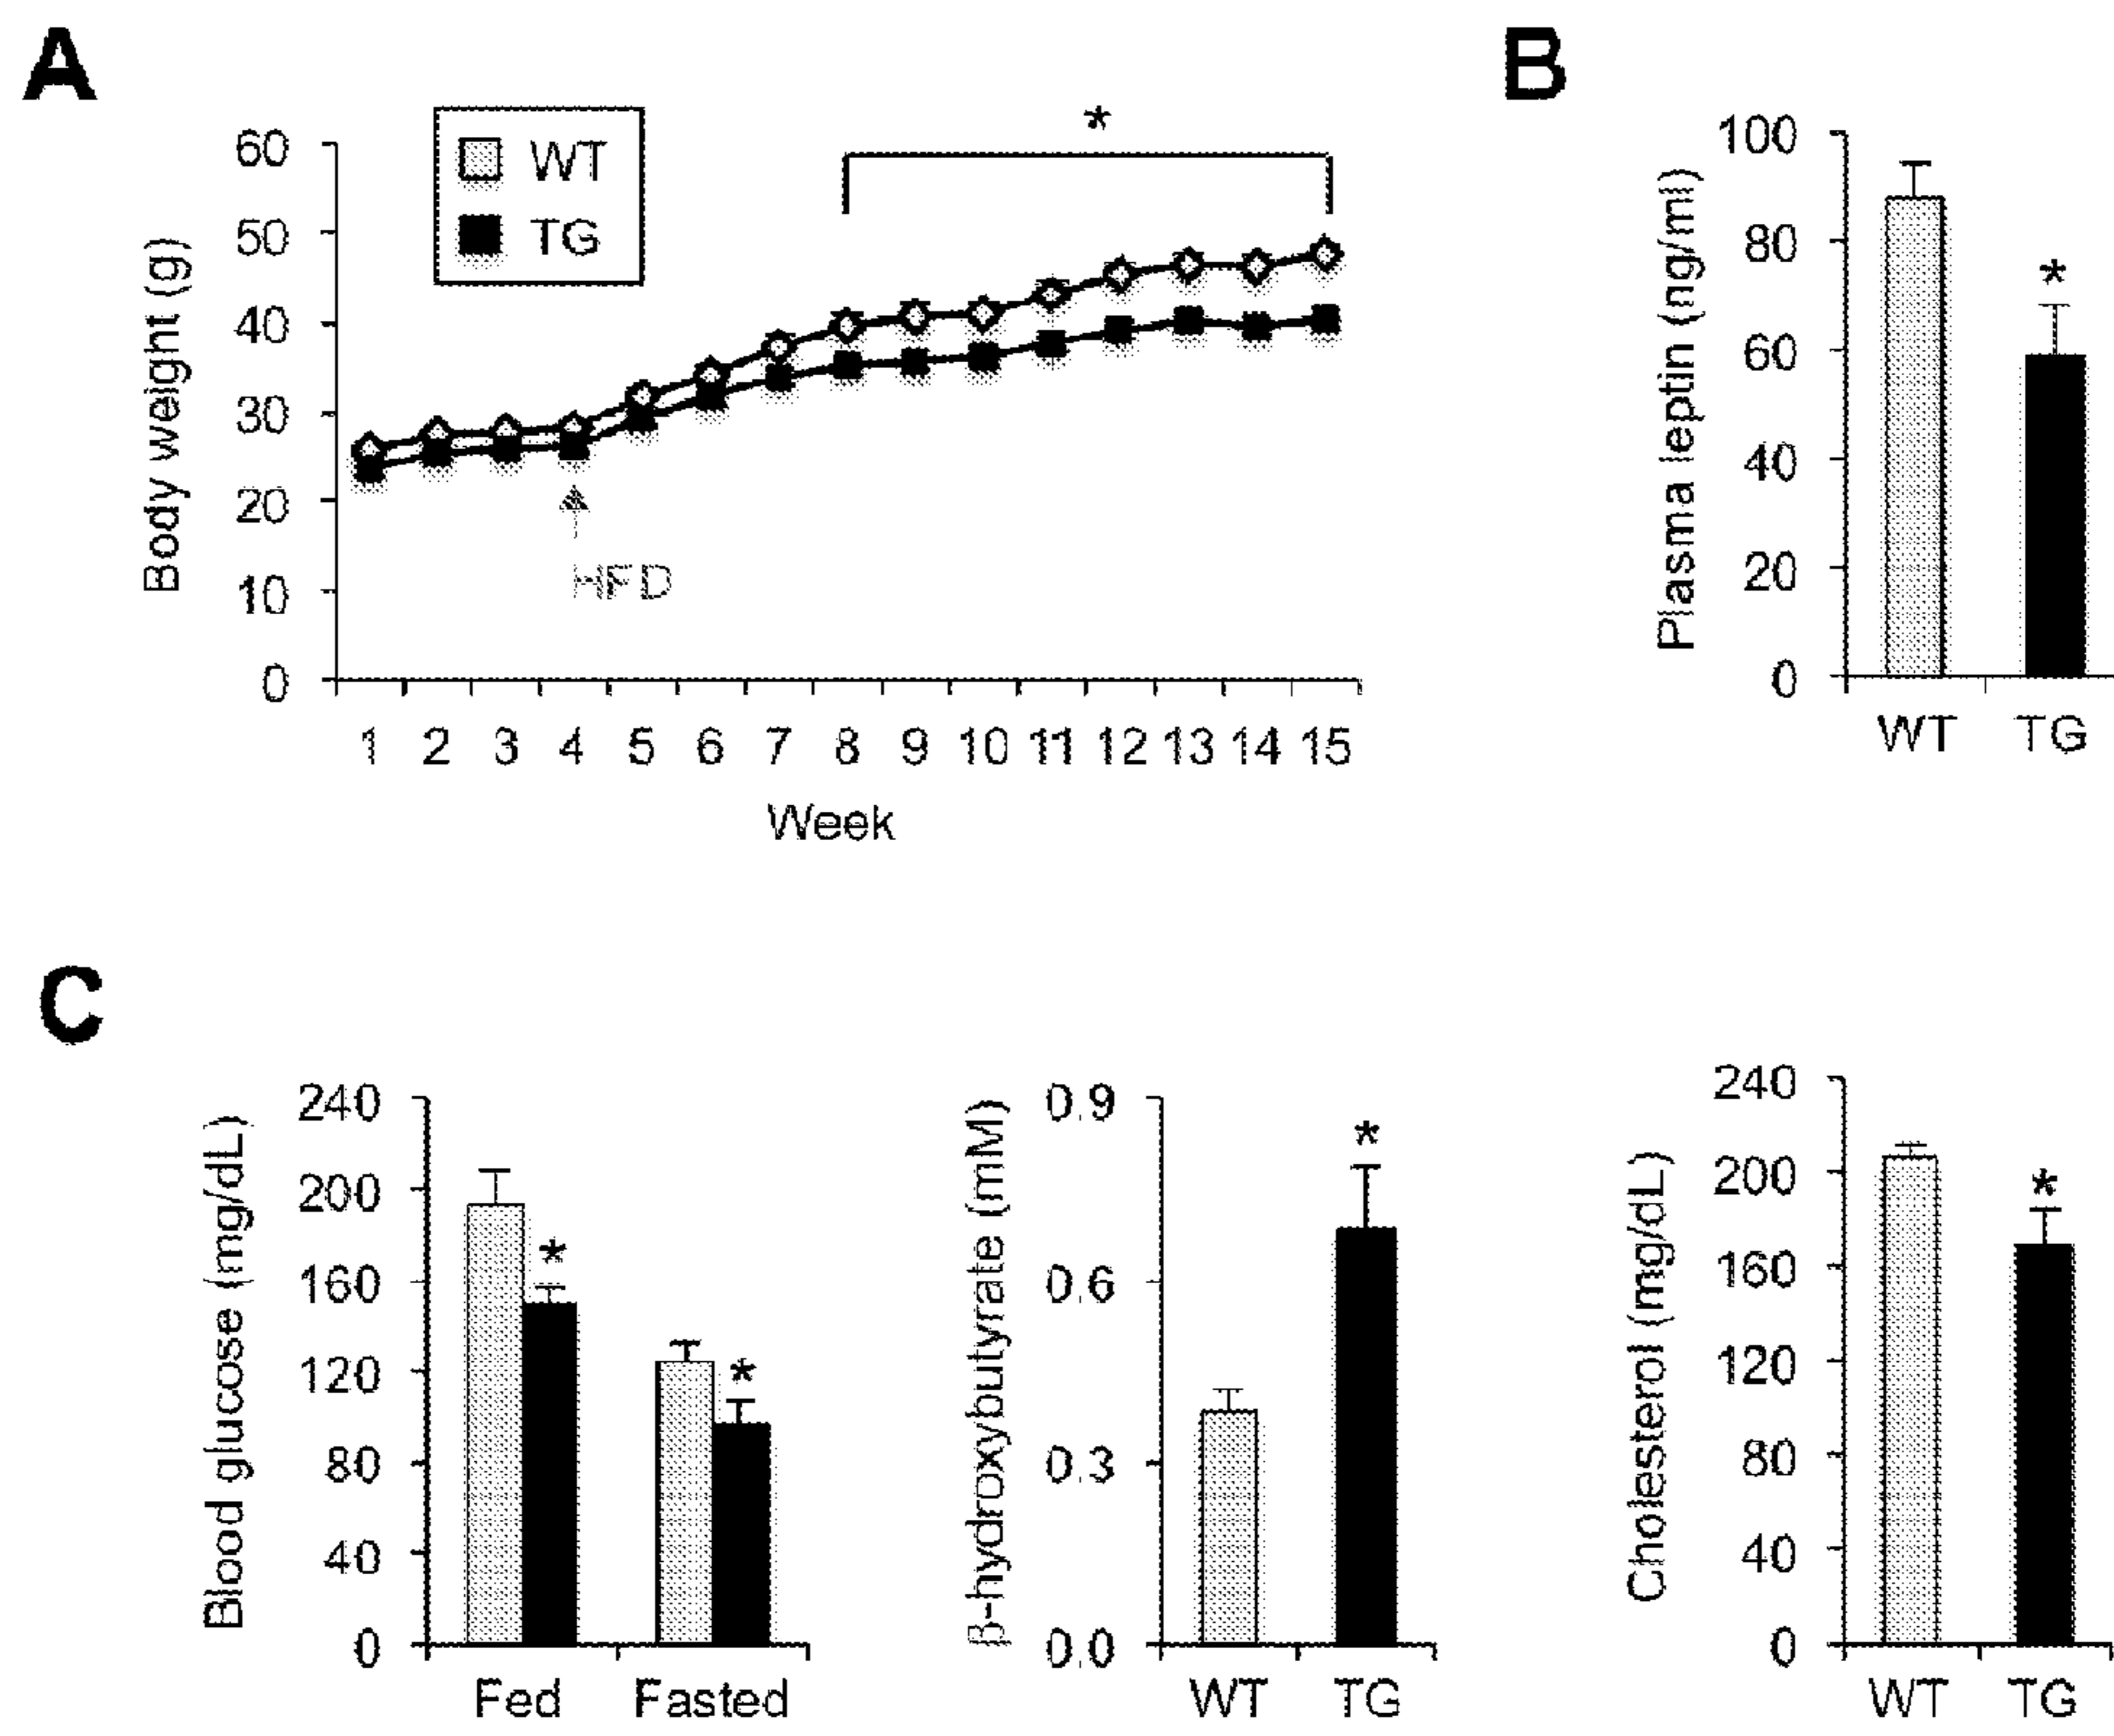 A
60
50
40
30
20
10
0
Body weight (g)
WT
TG
*
HFD
1 2 3 4 5 6 7 8 9 10 11 12 13 14 15
Week
B
100
80
60
40
20
0
Plasma leptin (ng/ml)
*
WT TG
C
240
200
160
120
80
40
0
Blood glucose (mg/dL)
*
*
Fed Fasted
0.9
0.6
0.3
0.0
β-hydroxybutyrate (mM)
*
WT TG
240
200
160
120
80
40
0
Cholesterol (mg/dL)
*
WT TG